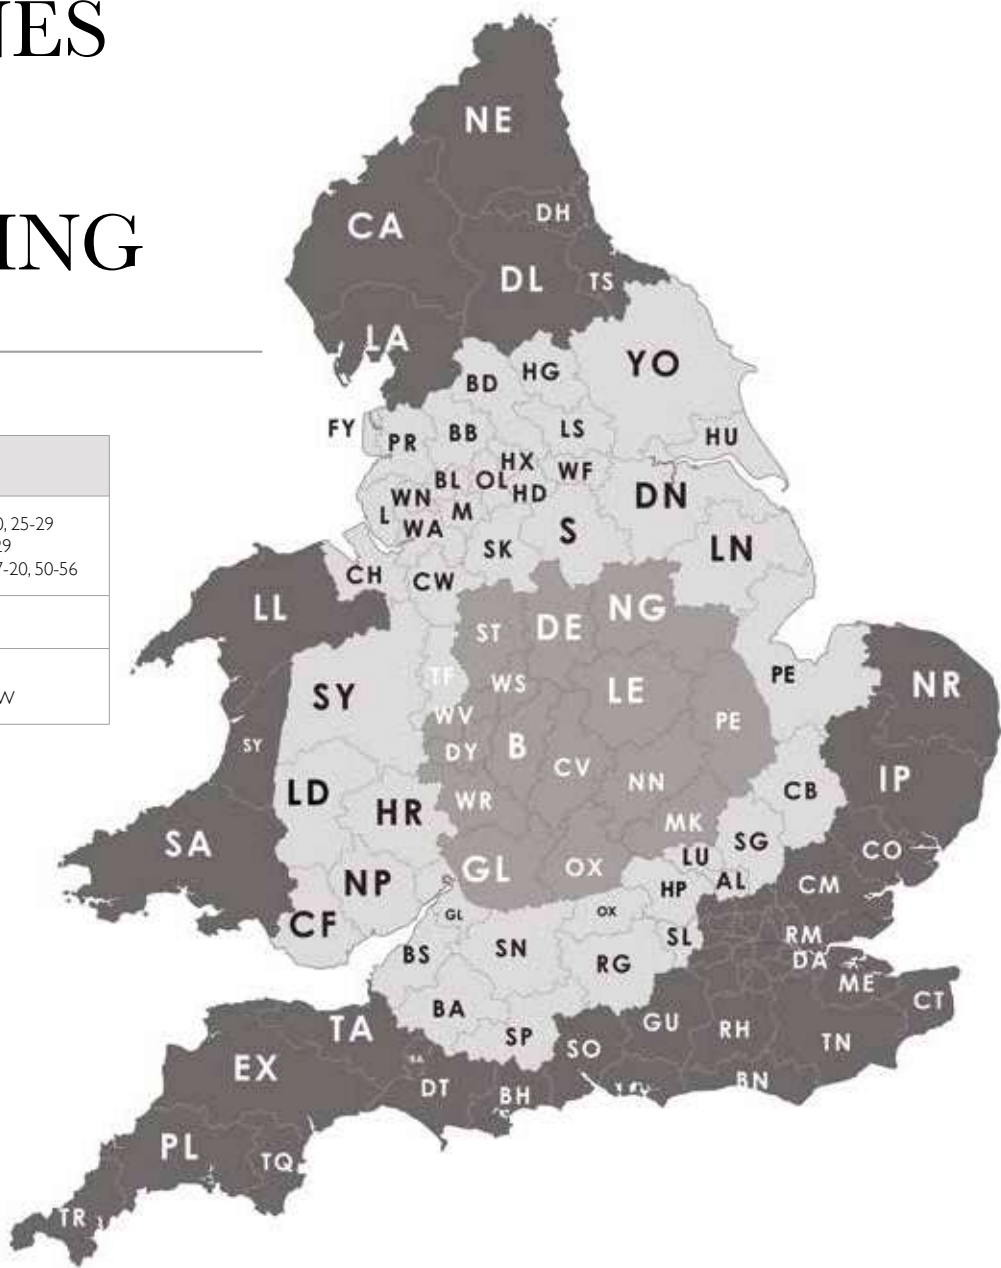 NES
ING
0, 25-29
29
7-20, 50-56
W
NE
CA
DH
DL
TS
LA
YO
HG
BD
FY
PR
BB
LS
HU
HX
WF
BL
OL
HD
DN
WN
L
M
WA
S
SK
LN
CH
CW
LL
NG
ST
DE
PE
TF
WS
LE
NR
SY
WV
PE
SY
DY
B
CV
IP
LD
NN
CB
WR
HR
MK
SG
SA
LU
CO
GL
OX
NP
HP
AL
CM
GL
OX
CF
SL
RM
BS
SN
RG
DA
ME
CT
BA
GU
TA
RH
SP
TN
SO
EX
BA
DT
BH
BN
PL
TQ
TR